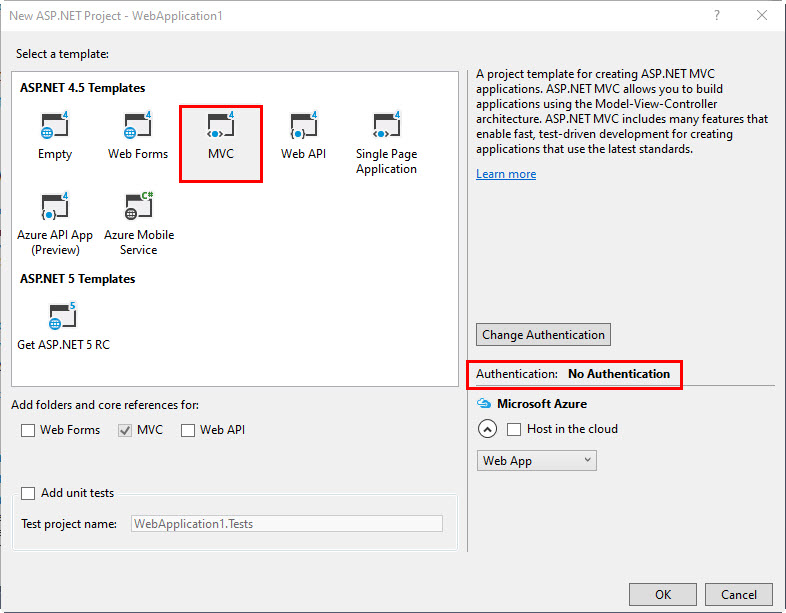 New ASP.NET Project - WebApplication1
?
Select a template:
ASP.NET 4.5 Templates
4 4 4 4 4
Empty Web Forms MVC Web API Single Page
Application
4 C#
Azure API App Azure Mobile
(Preview) Service
ASP.NET 5 Templates
5
Get ASP.NET 5 RC
A project template for creating ASP.NET MVC
applications. ASP.NET MVC allows you to build
applications using the Model-View-Controller
architecture. ASP.NET MVC includes many features that
enable fast, test-driven development for creating
applications that use the latest standards.
Learn more
Change Authentication
Authentication: No Authentication
Microsoft Azure
Host in the cloud
Web App
Add folders and core references for:
Web Forms MVC Web API
Add unit tests
Test project name: WebApplication1.Tests
OK Cancel